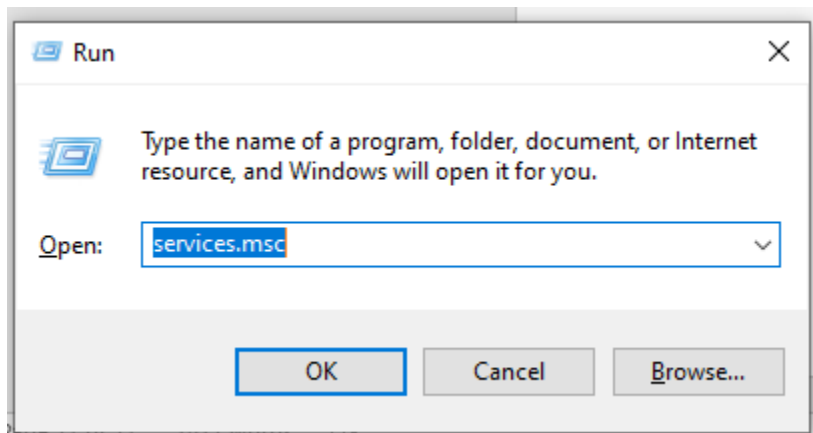 Run
Type the name of a program, folder, document, or Internet
resource, and Windows will open it for you.
Open: services.msc
OK Cancel Browse...